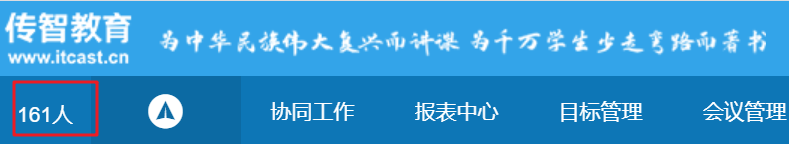 传智教育
www.itcast.cn
为中华民族伟大复兴而讲课 为千万学生少走弯路而著书
161人 协同工作 报表中心 目标管理 会议管理